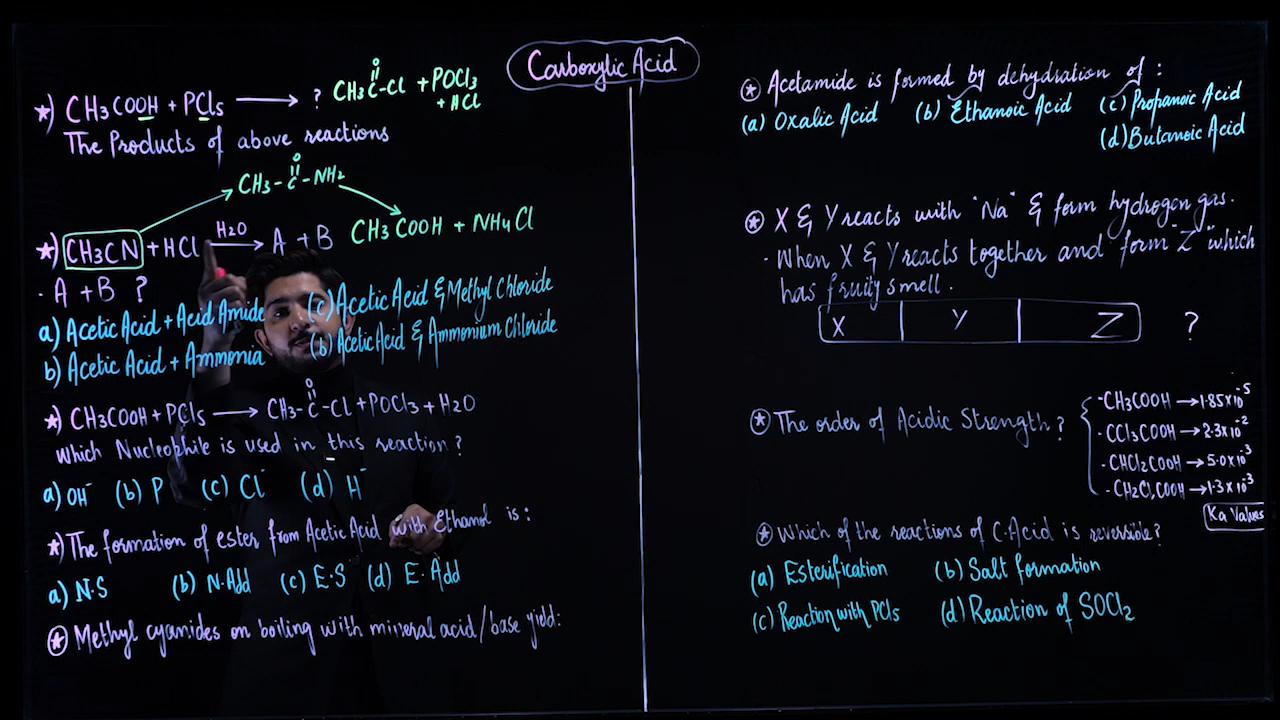 Carboxylic Acid
*) CH3COOH + PCl5 → ? CH3-C-Cl + POCl3
O
+ HCl
The Products of above reactions
O
CH3 - C - NH2
*) CH3CN + HCl H2O → A + B CH3COOH + NH4Cl
. A + B ?
a) Acetic Acid + Acid Amide (c) Acetic Acid & Methyl Chloride
b) Acetic Acid + Ammonia (b) Acetic Acid & Ammonium Chloride
*) CH3COOH + PCl5 → CH3-C-Cl + POCl3 + H2O
O
Which Nucleophile is used in this reaction?
a) OH⁻ (b) P (c) Cl⁻ (d) H⁻
*) The formation of ester from Acetic Acid with Ethanol is:
a) N.S (b) N.Add (c) E.S (d) E.Add
* Methyl cyanides on boiling with mineral acid/base yield:
* Acetamide is formed by dehydration of:
(a) Oxalic Acid (b) Ethanoic Acid (c) Propanoic Acid
(d) Butanoic Acid
* X & Y reacts with "Na" & form hydrogen gas.
. When X & Y reacts together and form "Z" which
has fruity smell.
X Y Z ?
* The order of Acidic Strength?
- CH3COOH → 1.85×10⁻⁵
- CCl3COOH → 2.3×10⁻²
- CHCl2COOH → 5.0×10⁻³
- CH2Cl,COOH → 1.3×10⁻³
Ka Values
* Which of the reactions of C.Acid is reversible?
(a) Esterification (b) Salt formation
(c) Reaction with PCl5 (d) Reaction of SOCl2